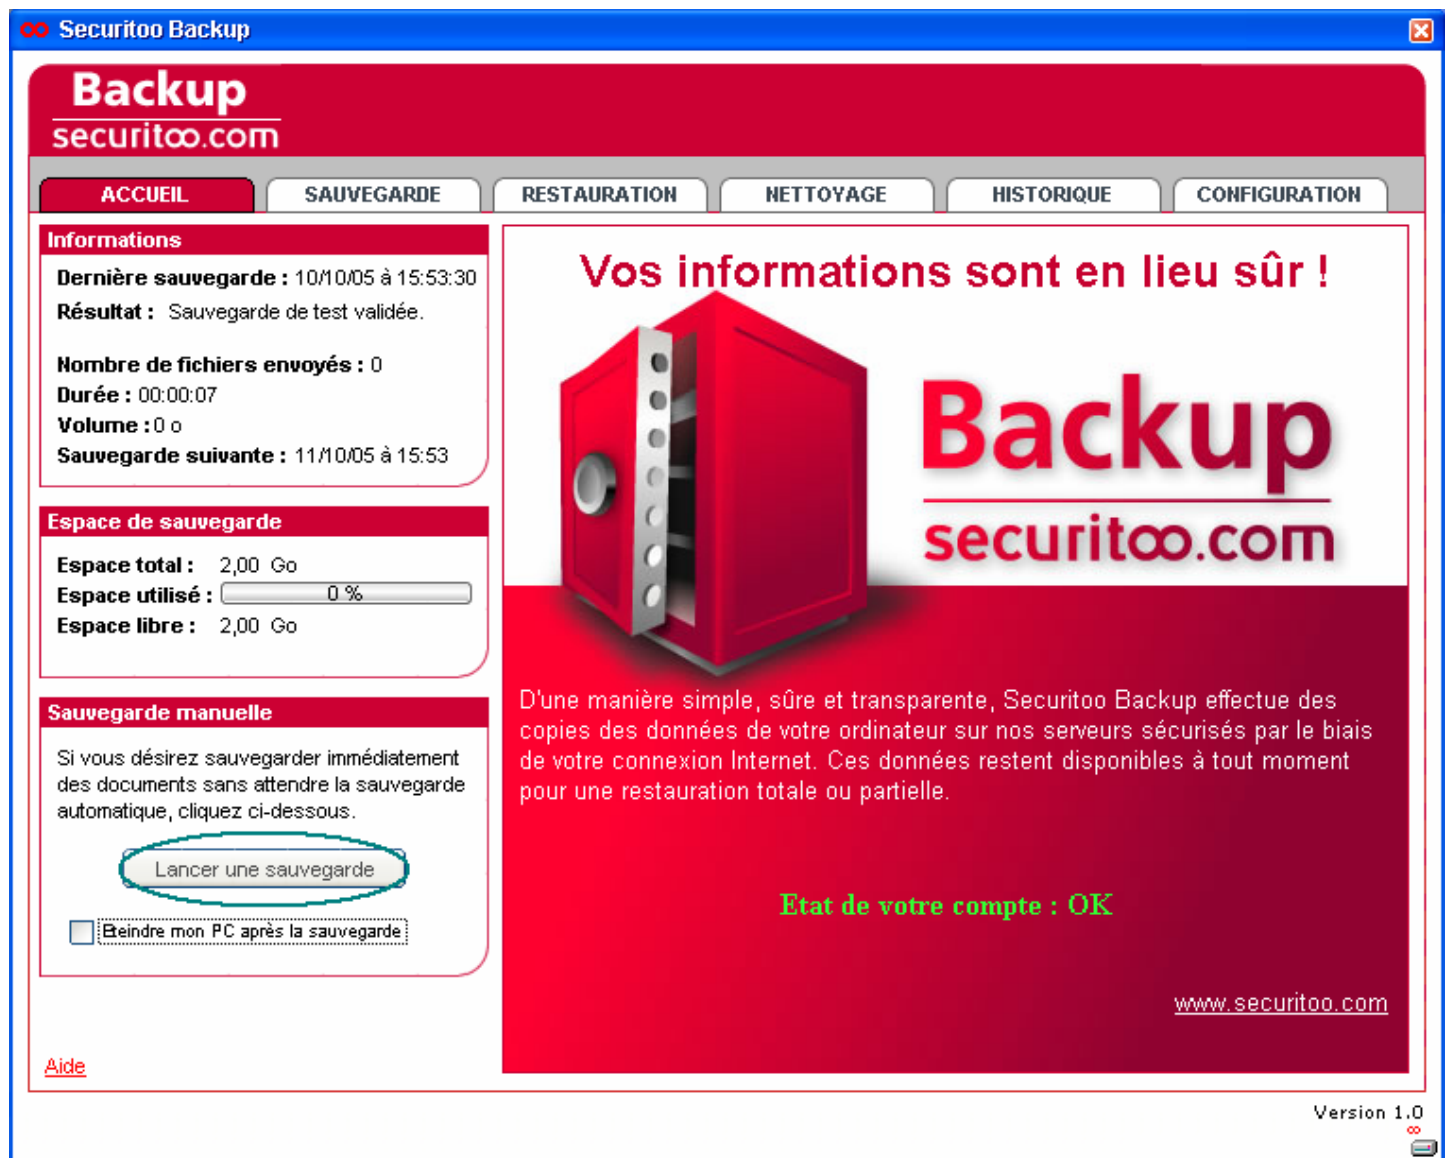 Securitoo Backup
Backup
securitoo.com
ACCUEIL
SAUVEGARDE
RESTAURATION
NETTOYAGE
HISTORIQUE
CONFIGURATION
Informations
Dernière sauvegarde : 10/10/05 à 15:53:30
Résultat : Sauvegarde de test validée.
Nombre de fichiers envoyés : 0
Durée : 00:00:07
Volume : 0 o
Sauvegarde suivante : 11/10/05 à 15:53
Espace de sauvegarde
Espace total : 2,00 Go
Espace utilisé : 0 %
Espace libre : 2,00 Go
Sauvegarde manuelle
Si vous désirez sauvegarder immédiatement
des documents sans attendre la sauvegarde
automatique, cliquez ci-dessous.
Lancer une sauvegarde
Eteindre mon PC après la sauvegarde
Aide
Vos informations sont en lieu sûr !
Backup
securitoo.com
D'une manière simple, sûre et transparente, Securitoo Backup effectue des
copies des données de votre ordinateur sur nos serveurs sécurisés par le biais
de votre connexion Internet. Ces données restent disponibles à tout moment
pour une restauration totale ou partielle.
Etat de votre compte : OK
www.securitoo.com
Version 1.0